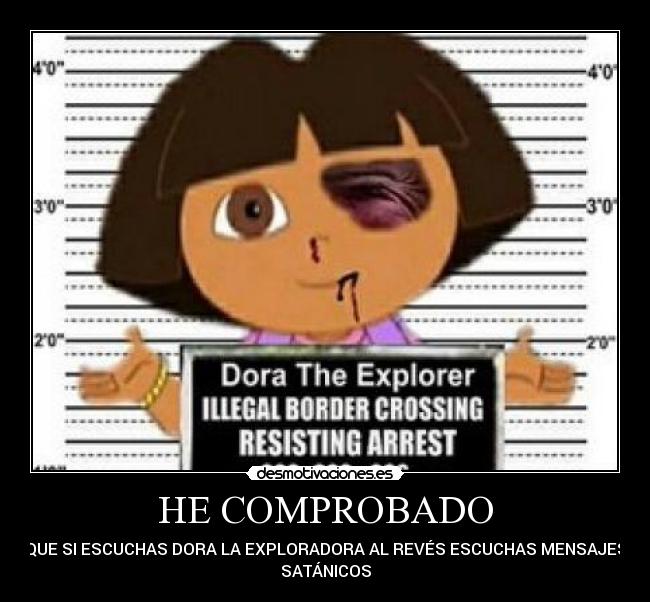 4'0"
4'0"
3'0"
3'0"
2'0"
2'0"
Dora The Explorer
ILLEGAL BORDER CROSSING
RESISTING ARREST
desmotivaciones.es
HE COMPROBADO
QUE SI ESCUCHAS DORA LA EXPLORADORA AL REVÉS ESCUCHAS MENSAJES
SATÁNICOS